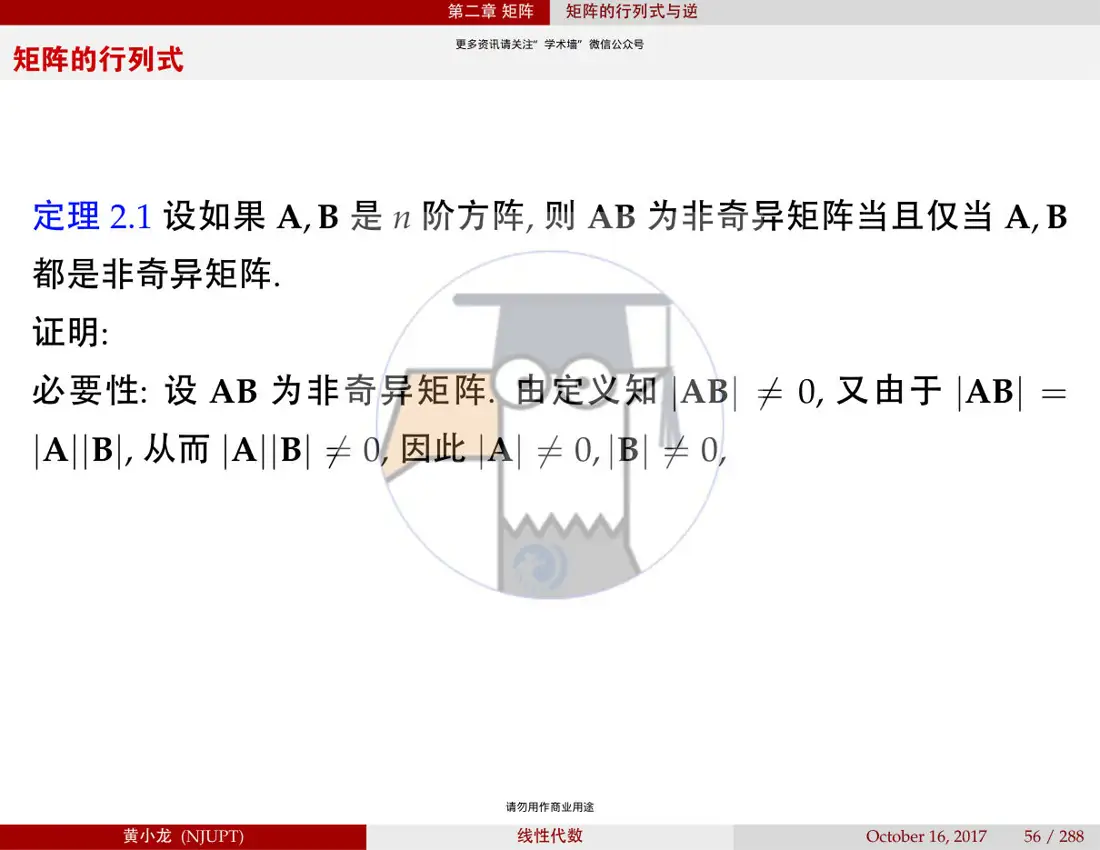 第二章 矩阵 矩阵的行列式与逆
更多资讯请关注“学术墙”微信公众号
矩阵的行列式
定理 2.1 设如果 A, B 是 n 阶方阵, 则 AB 为非奇异矩阵当且仅当 A, B
都是非奇异矩阵.
证明:
必要性: 设 AB 为非奇异矩阵. 由定义知 |AB| ≠ 0, 又由于 |AB| =
|A||B|, 从而 |A||B| ≠ 0, 因此 |A| ≠ 0, |B| ≠ 0,
请勿用作商业用途
黄小龙 (NJUPT) 线性代数 October 16, 2017 56 / 288